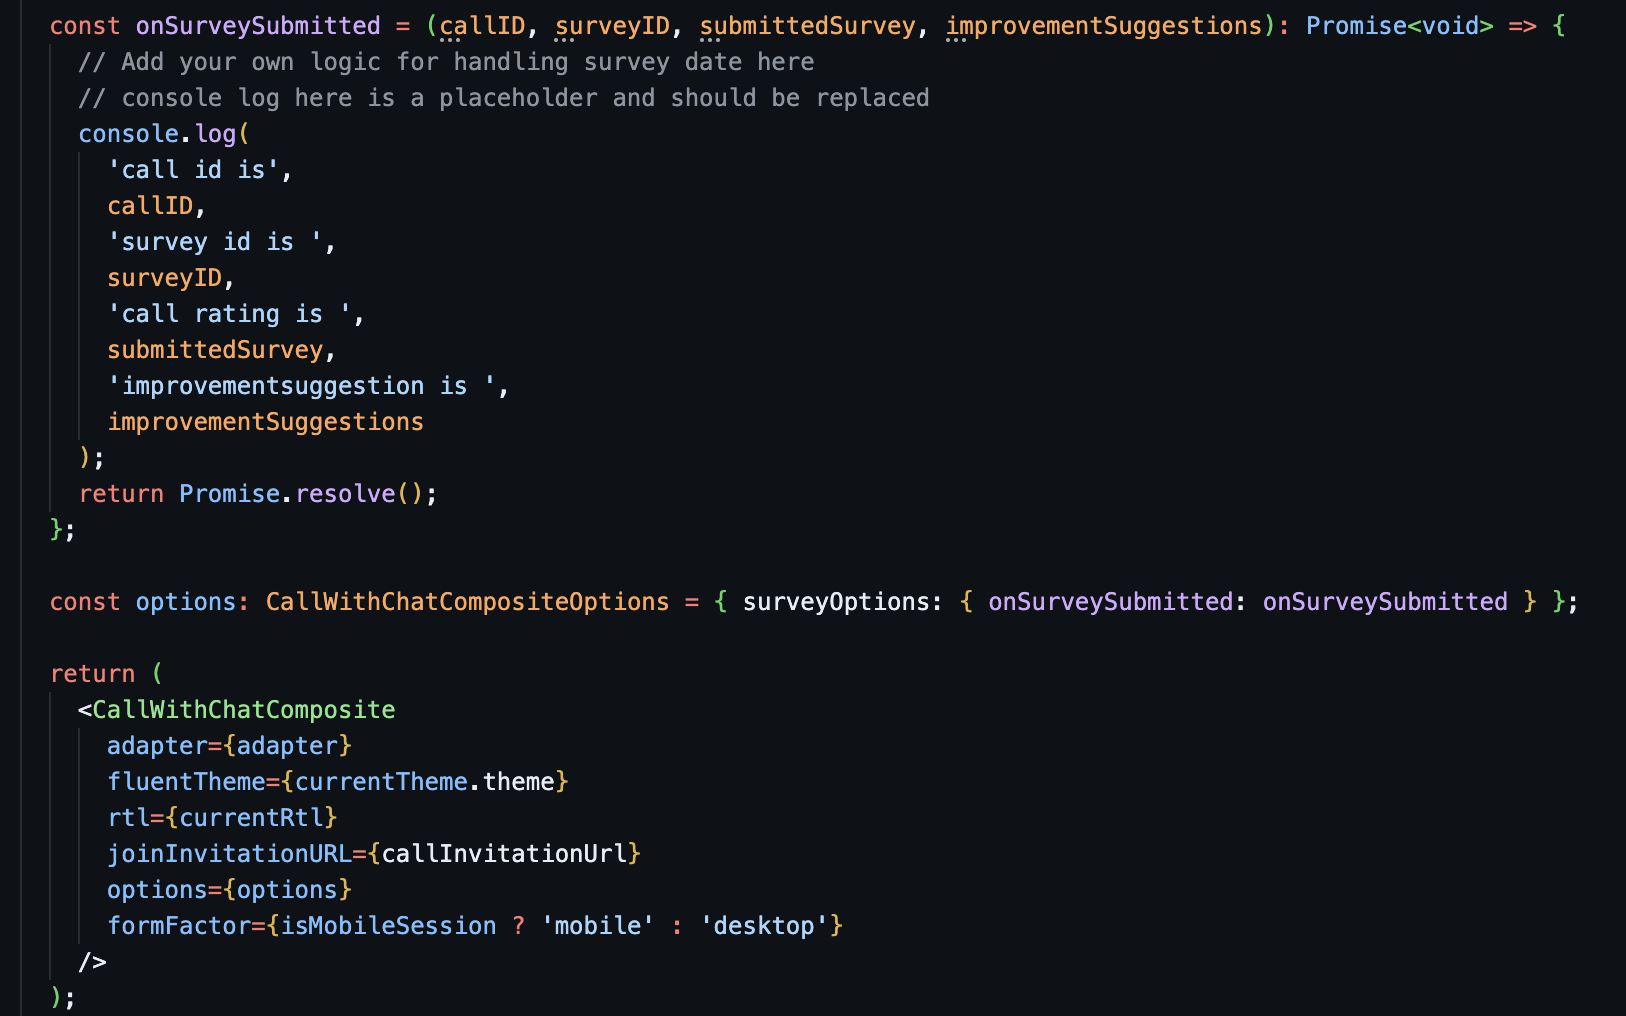 const onSurveySubmitted = (callID, surveyID, submittedSurvey, improvementSuggestions): Promise<void> => {
  // Add your own logic for handling survey date here
  // console log here is a placeholder and should be replaced
  console.log(
    'call id is',
    callID,
    'survey id is ',
    surveyID,
    'call rating is ',
    submittedSurvey,
    'improvementsuggestion is ',
    improvementSuggestions
  );
  return Promise.resolve();
};

const options: CallWithChatCompositeOptions = { surveyOptions: { onSurveySubmitted: onSurveySubmitted } };

return (
  <CallWithChatComposite
    adapter={adapter}
    fluentTheme={currentTheme.theme}
    rtl={currentRtl}
    joinInvitationURL={callInvitationUrl}
    options={options}
    formFactor={isMobileSession ? 'mobile' : 'desktop'}
  />
);